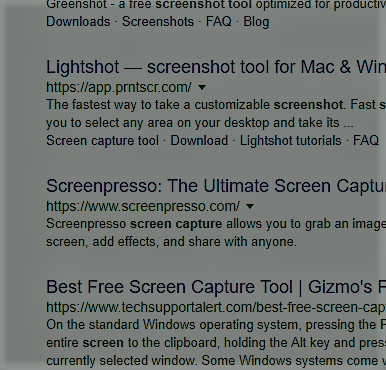 Greenshot - a free screenshot tool optimized for productiv
Downloads · Screenshots · FAQ · Blog
Lightshot — screenshot tool for Mac & Win
https://app.prntscr.com/
The fastest way to take a customizable screenshot. Fast s
you to select any area on your desktop and take its ...
Screen capture tool · Download · Lightshot tutorials · FAQ
Screenpresso: The Ultimate Screen Captu
https://www.screenpresso.com/
Screenpresso screen capture allows you to grab an image
screen, add effects, and share with anyone.
Best Free Screen Capture Tool | Gizmo's F
https://www.techsupportalert.com/best-free-screen-cap
On the standard Windows operating system, pressing the P
entire screen to the clipboard, holding the Alt key and pres
currently selected window. Some Windows systems come w